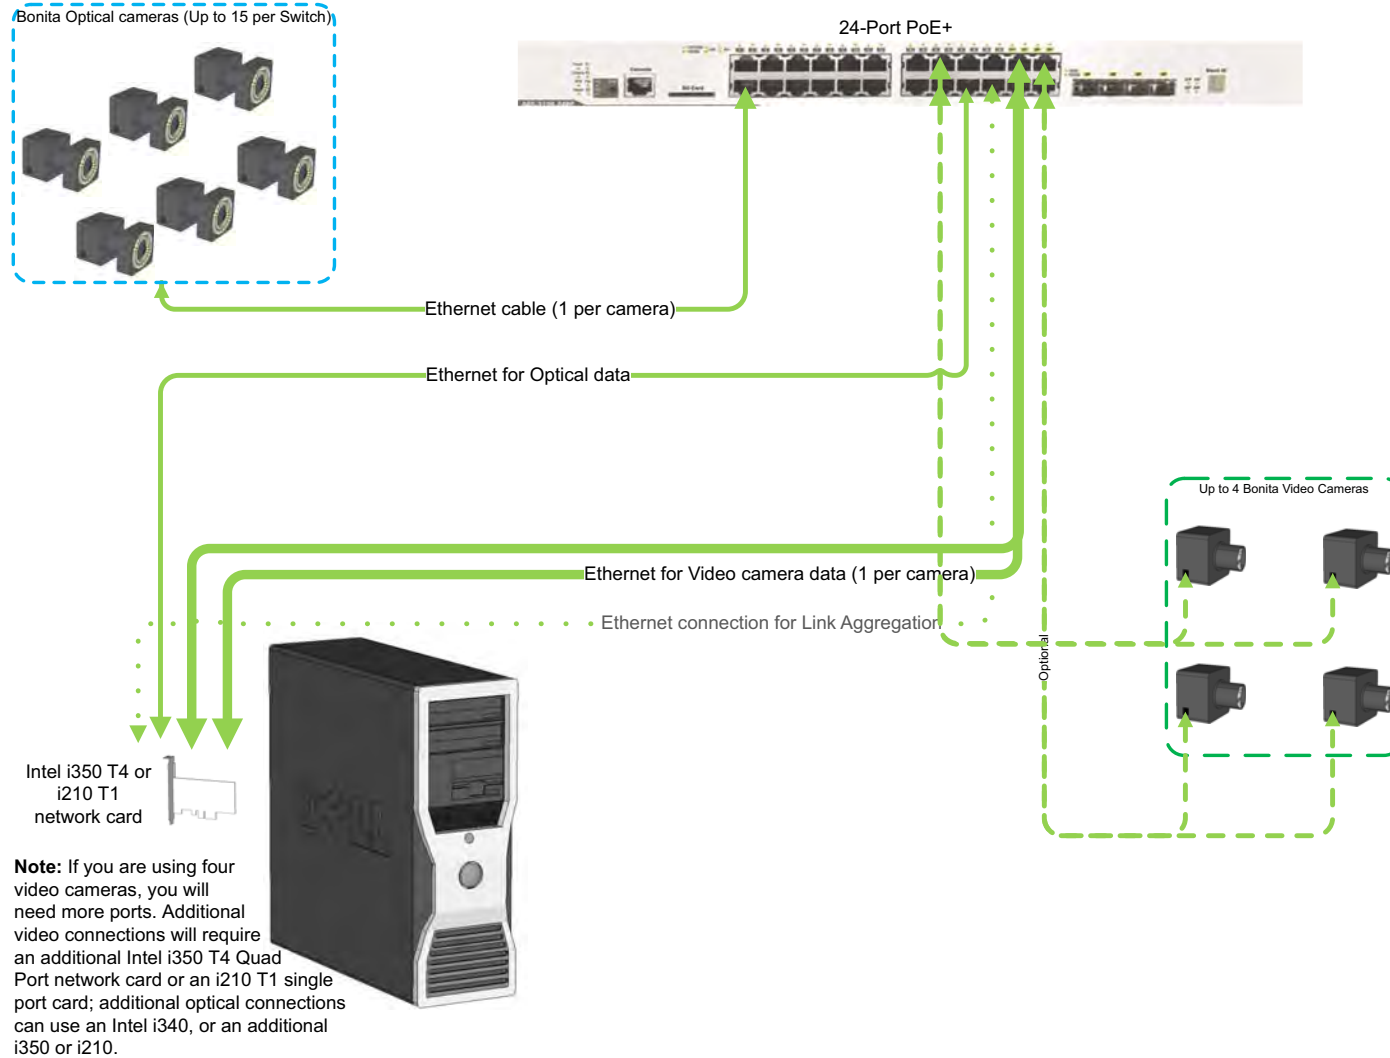 Bonita Optical cameras (Up to 15 per Switch)
24-Port PoE+
Ethernet cable (1 per camera)
Ethernet for Optical data
Up to 4 Bonita Video Cameras
Ethernet for Video camera data (1 per camera)
Ethernet connection for Link Aggregation
Optional
Intel i350 T4 or
i210 T1
network card
Note: If you are using four
video cameras, you will
need more ports. Additional
video connections will require
an additional Intel i350 T4 Quad
Port network card or an i210 T1 single
port card; additional optical connections
can use an Intel i340, or an additional
i350 or i210.